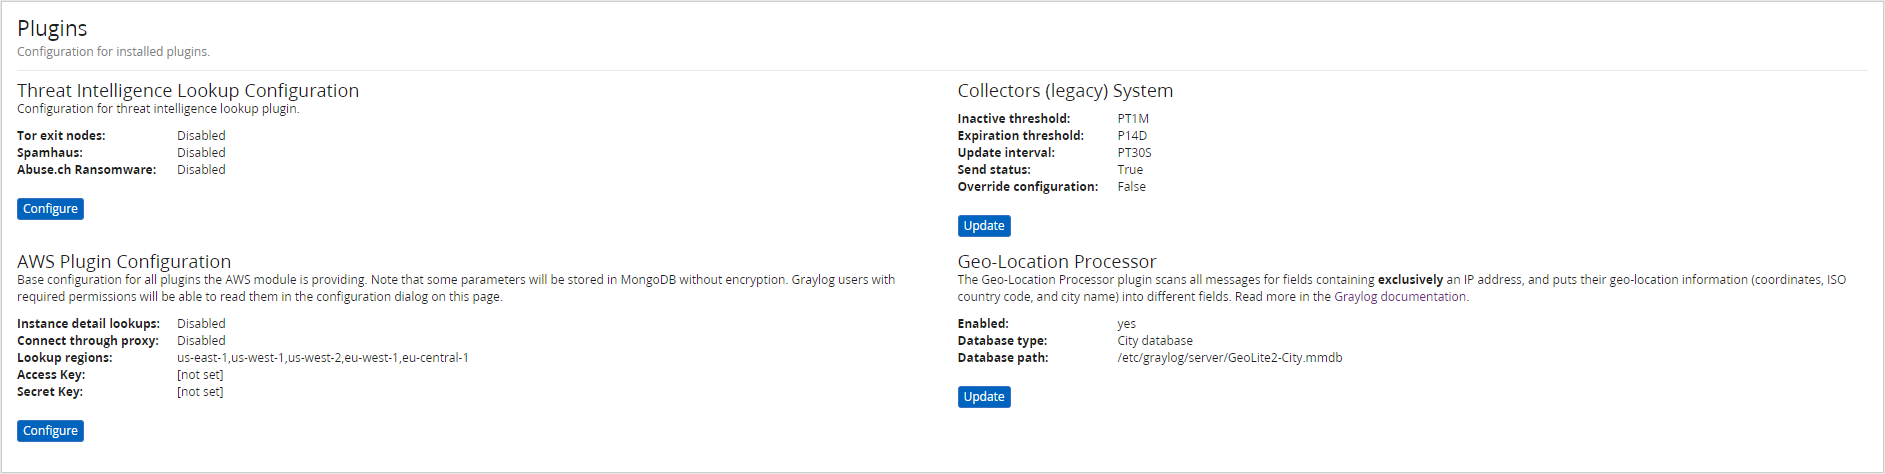 Plugins
Configuration for installed plugins.
Threat Intelligence Lookup Configuration
Configuration for threat intelligence lookup plugin.
Tor exit nodes: Disabled
Spamhaus: Disabled
Abuse.ch Ransomware: Disabled
Configure
Collectors (legacy) System
Inactive threshold: PT1M
Expiration threshold: P14D
Update interval: PT30S
Send status: True
Override configuration: False
Update
AWS Plugin Configuration
Base configuration for all plugins the AWS module is providing. Note that some parameters will be stored in MongoDB without encryption. Graylog users with
required permissions will be able to read them in the configuration dialog on this page.
Instance detail lookups: Disabled
Connect through proxy: Disabled
Lookup regions: us-east-1,us-west-1,us-west-2,eu-west-1,eu-central-1
Access Key: [not set]
Secret Key: [not set]
Configure
Geo-Location Processor
The Geo-Location Processor plugin scans all messages for fields containing exclusively an IP address, and puts their geo-location information (coordinates, ISO
country code, and city name) into different fields. Read more in the Graylog documentation.
Enabled: yes
Database type: City database
Database path: /etc/graylog/server/GeoLite2-City.mmdb
Update